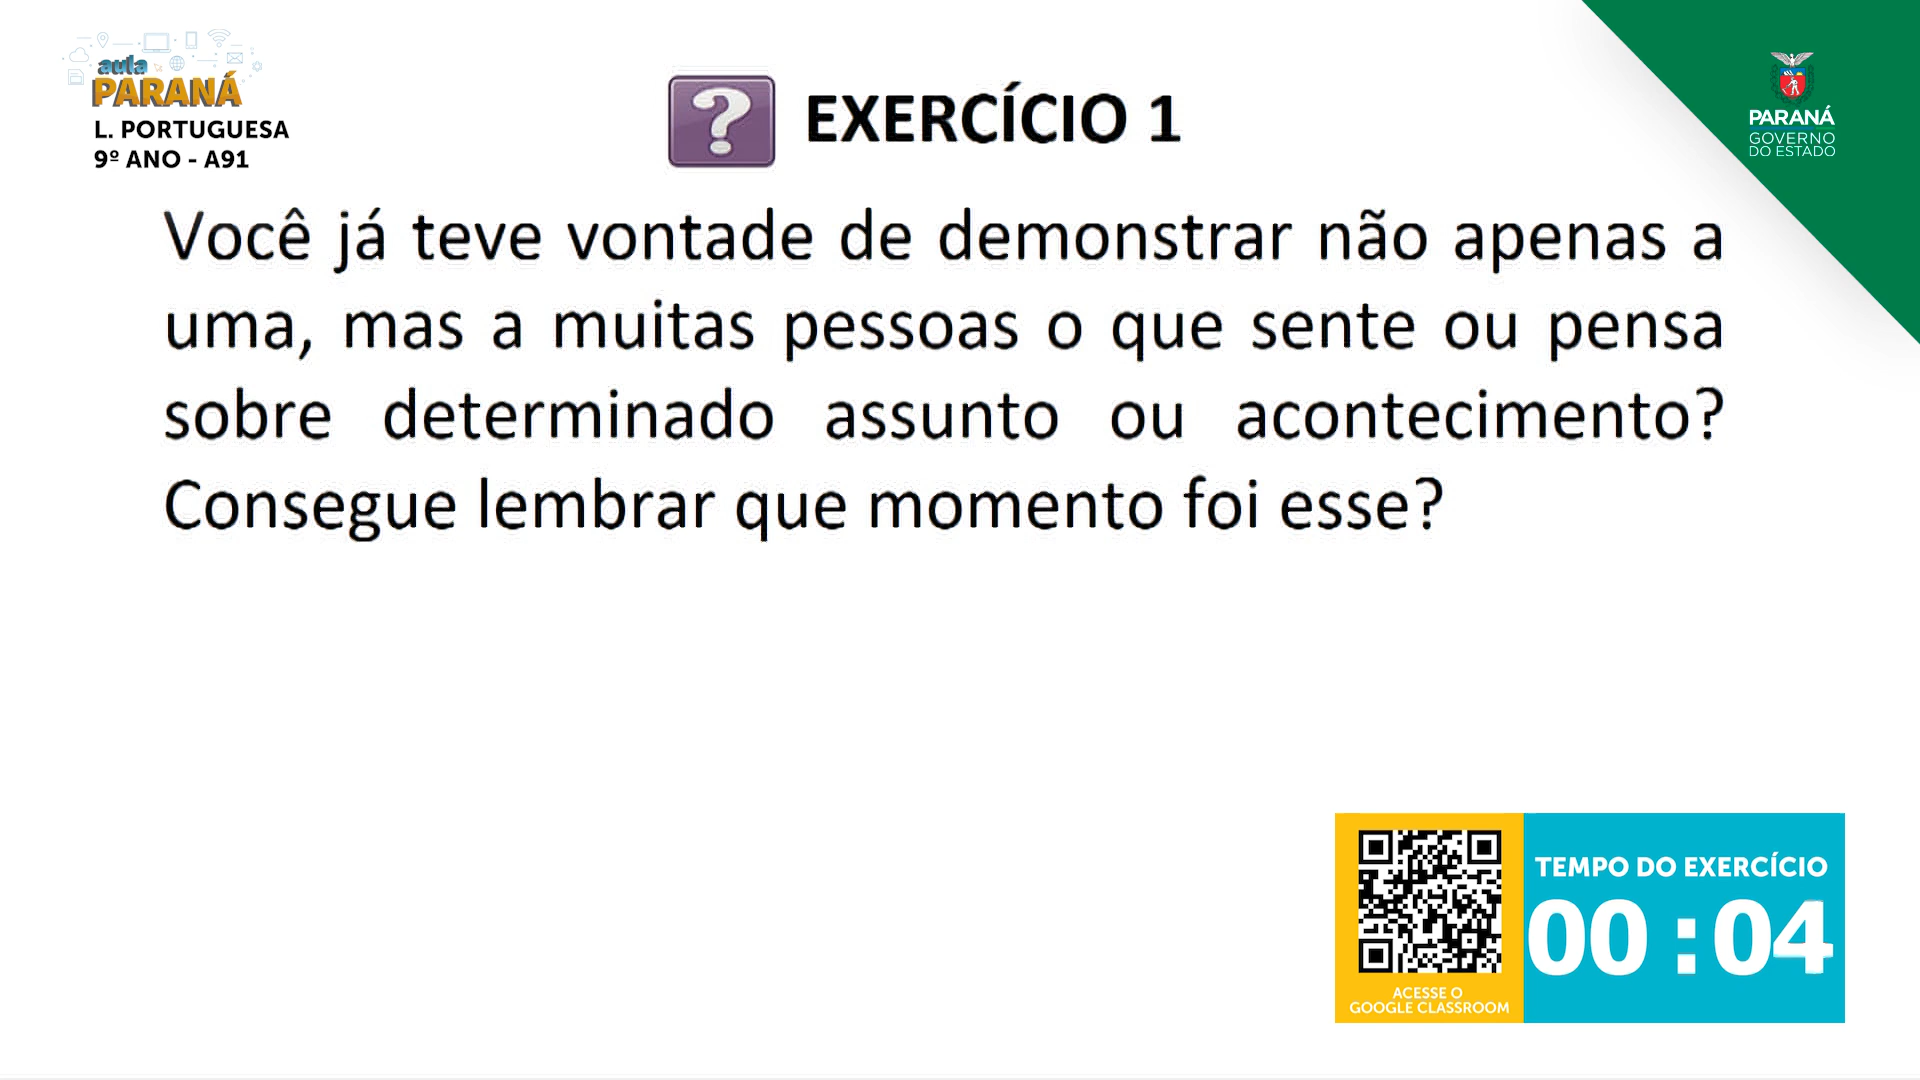 aula
PARANÁ
L. PORTUGUESA
9º ANO - A91
? EXERCÍCIO 1
PARANÁ
GOVERNO
DO ESTADO
Você já teve vontade de demonstrar não apenas a
uma, mas a muitas pessoas o que sente ou pensa
sobre determinado assunto ou acontecimento?
Consegue lembrar que momento foi esse?
TEMPO DO EXERCÍCIO
00 : 04
ACESSE O
GOOGLE CLASSROOM